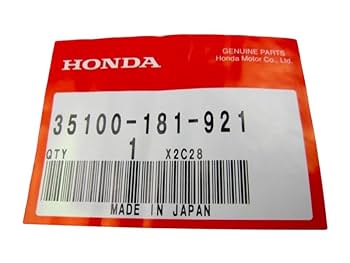 GENUINE PARTS
HONDA Honda Motor Co., Ltd.
35100-181-921
QTY 1 X2C28
MADE IN JAPAN